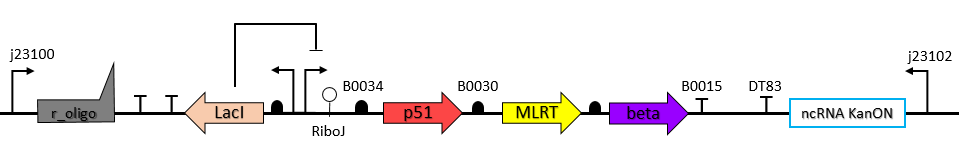 j23100
r_oligo
LacI
RiboJ
B0034
p51
B0030
MLRT
beta
B0015
DT83
ncRNA KanON
j23102